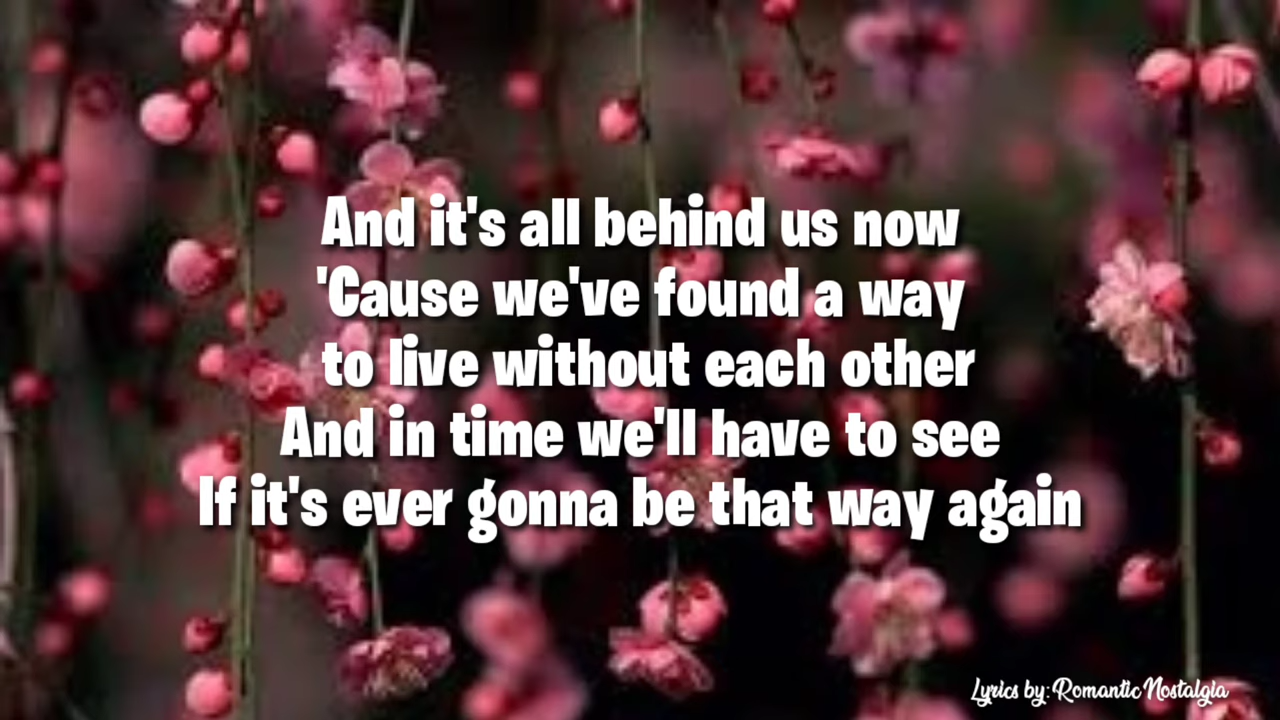 And it's all behind us now
'Cause we've found a way
to live without each other
And in time we'll have to see
If it's ever gonna be that way again
Lyrics by: Romantic Nostalgia